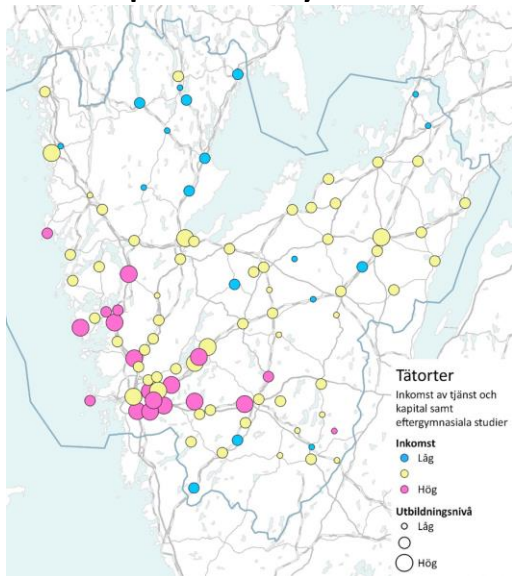 Tätorter
Inkomst av tjänst och
kapital samt
eftergymnasiala studier
Inkomst
Låg
Hög
Utbildningsnivå
Låg
Hög